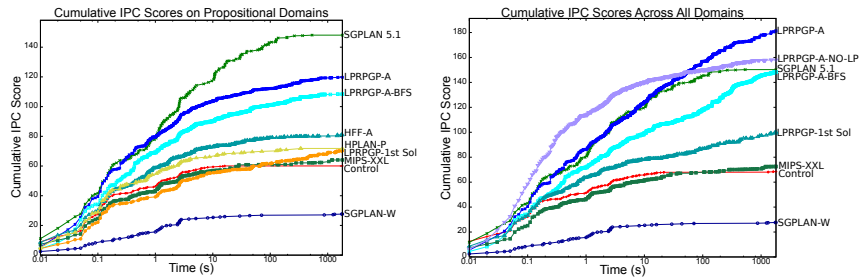 Cumulative IPC Scores on Propositional Domains
Cumulative IPC Score
140
120
100
80
60
40
20
0
0.01
0.1
1
10
100
1000
Time (s)
SGPLAN 5.1
LPRPGP-A
LPRPGP-A-BFS
HFF-A
HPLAN-P
LPRPGP-1st Sol
MIPS-XXL
Control
SGPLAN-W
Cumulative IPC Scores Across All Domains
Cumulative IPC Score
180
160
140
120
100
80
60
40
20
0
0.01
0.1
1
10
100
1000
Time (s)
LPRPGP-A
LPRPGP-A-NO-LP
SGPLAN 5.1
LPRPGP-A-BFS
LPRPGP-1st Sol
MIPS-XXL
Control
SGPLAN-W